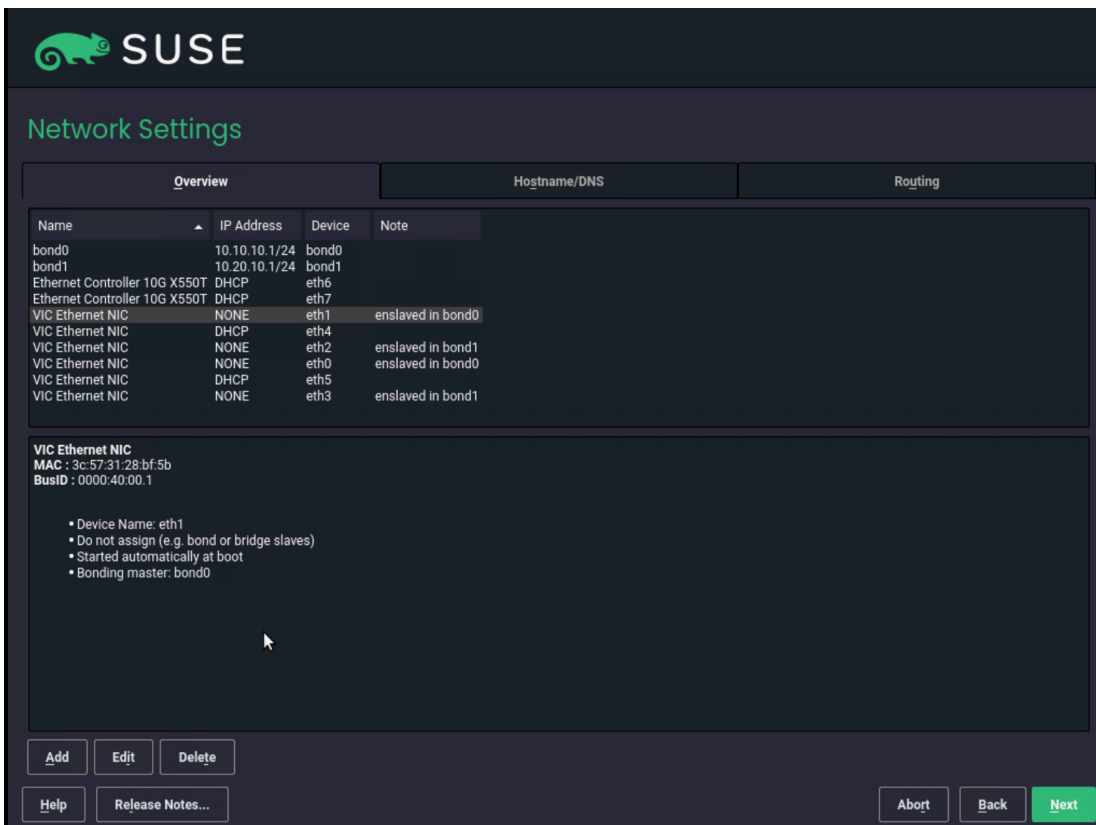 SUSE
Network Settings
Overview Hostname/DNS Routing
Name IP Address Device Note
bond0 10.10.10.1/24 bond0
bond1 10.20.10.1/24 bond1
Ethernet Controller 10G X550T DHCP eth6
Ethernet Controller 10G X550T DHCP eth7
VIC Ethernet NIC NONE eth1 enslaved in bond0
VIC Ethernet NIC DHCP eth4
VIC Ethernet NIC NONE eth2 enslaved in bond1
VIC Ethernet NIC NONE eth0 enslaved in bond0
VIC Ethernet NIC DHCP eth5
VIC Ethernet NIC NONE eth3 enslaved in bond1
VIC Ethernet NIC
MAC : 3c:57:31:28:bf:5b
BusID : 0000:40:00.1
• Device Name: eth1
• Do not assign (e.g. bond or bridge slaves)
• Started automatically at boot
• Bonding master: bond0
Add Edit Delete
Help Release Notes... Abort Back Next